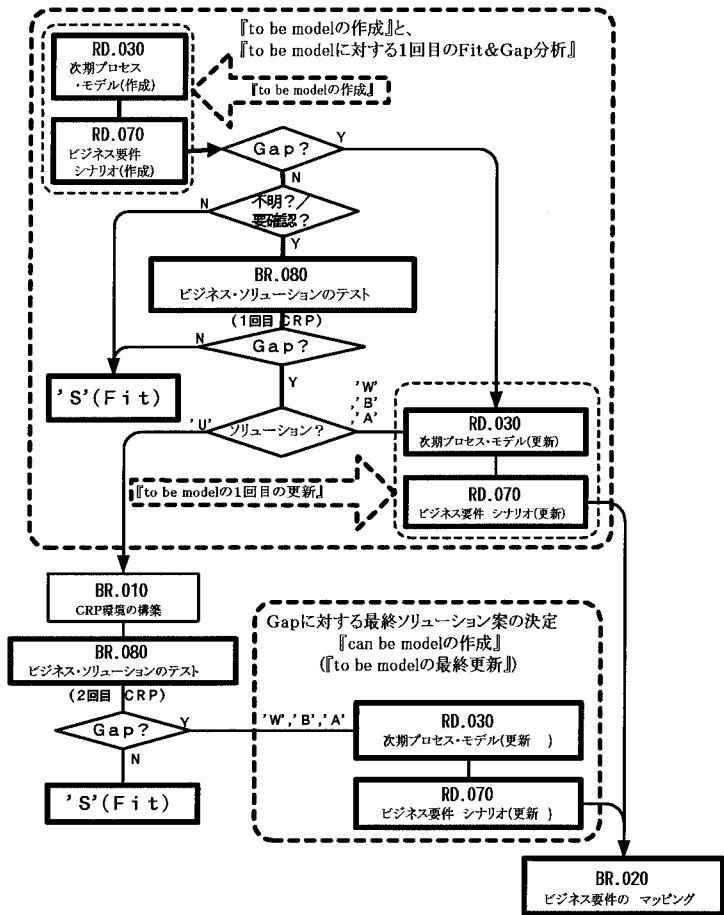 『to be modelの作成』と、
『to be modelに対する1回目のFit&Gap分析』
RD.030
次期プロセス
・モデル(作成)
『to be modelの作成』
RD.070
ビジネス要件
シナリオ(作成)
Gap?
Y
N
不明?/
要確認?
N
Y
BR.080
ビジネス・ソリューションのテスト
(1回目 CRP)
N
Gap?
Y
'S'(Fit)
'W'
,'B'
,'A'
'U'
ソリューション?
RD.030
次期プロセス・モデル(更新)
『to be modelの1回目の更新』
RD.070
ビジネス要件 シナリオ(更新)
BR.010
CRP環境の構築
BR.080
ビジネス・ソリューションのテスト
(2回目 CRP)
Gap?
Y
N
'S'(Fit)
Gapに対する最終ソリューション案の決定
『can be modelの作成』
(『to be modelの最終更新』)
'W','B','A'
RD.030
次期プロセス・モデル(更新 )
RD.070
ビジネス要件 シナリオ(更新 )
BR.020
ビジネス要件の マッピング